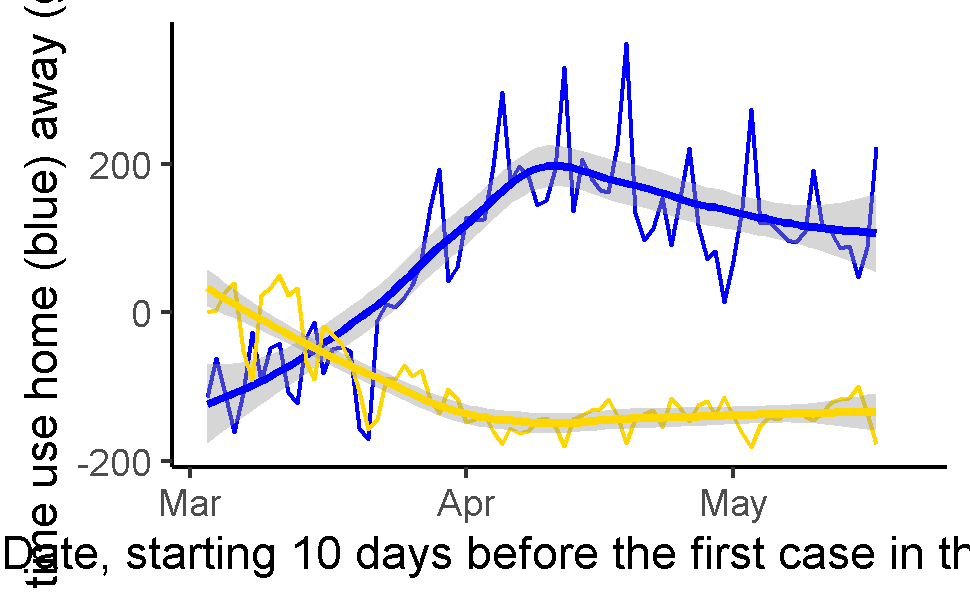 time use home (blue) away (
200
0
-200
Mar Apr May
Date, starting 10 days before the first case in th